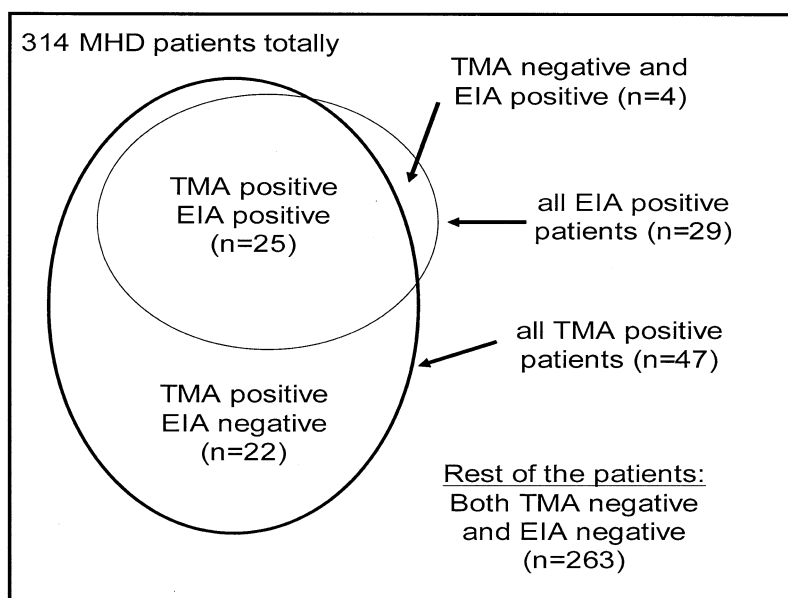 314 MHD patients totally
TMA negative and
EIA positive (n=4)
TMA positive
EIA positive
(n=25)
all EIA positive
patients (n=29)
all TMA positive
patients (n=47)
TMA positive
EIA negative
(n=22)
Rest of the patients:
Both TMA negative
and EIA negative
(n=263)